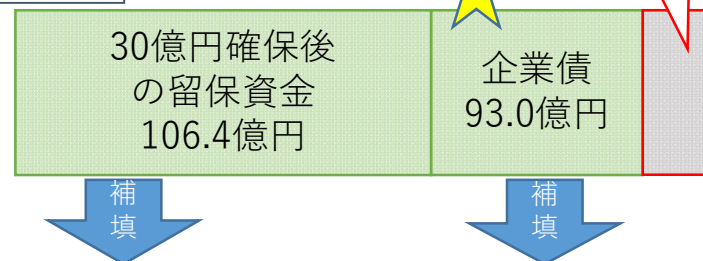 30億円確保後
の留保資金
106.4億円
企業債
93.0億円
補
填
補
填